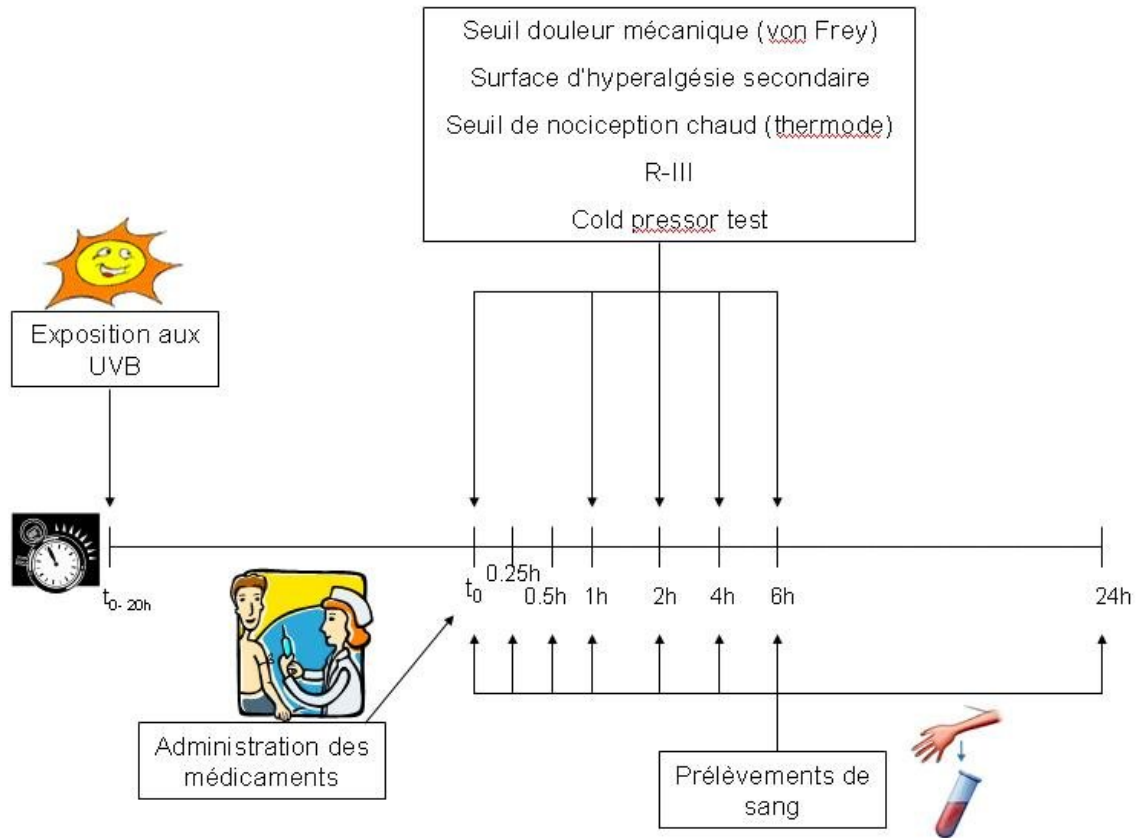 Seuil douleur mécanique (von Frey)
Surface d'hyperalgésie secondaire
Seuil de nociception chaud (thermode)
R-III
Cold pressor test
Exposition aux
UVB
t0- 20h
t0
0.25h
0.5h
1h
2h
4h
6h
24h
Administration des
médicaments
Prélèvements de
sang